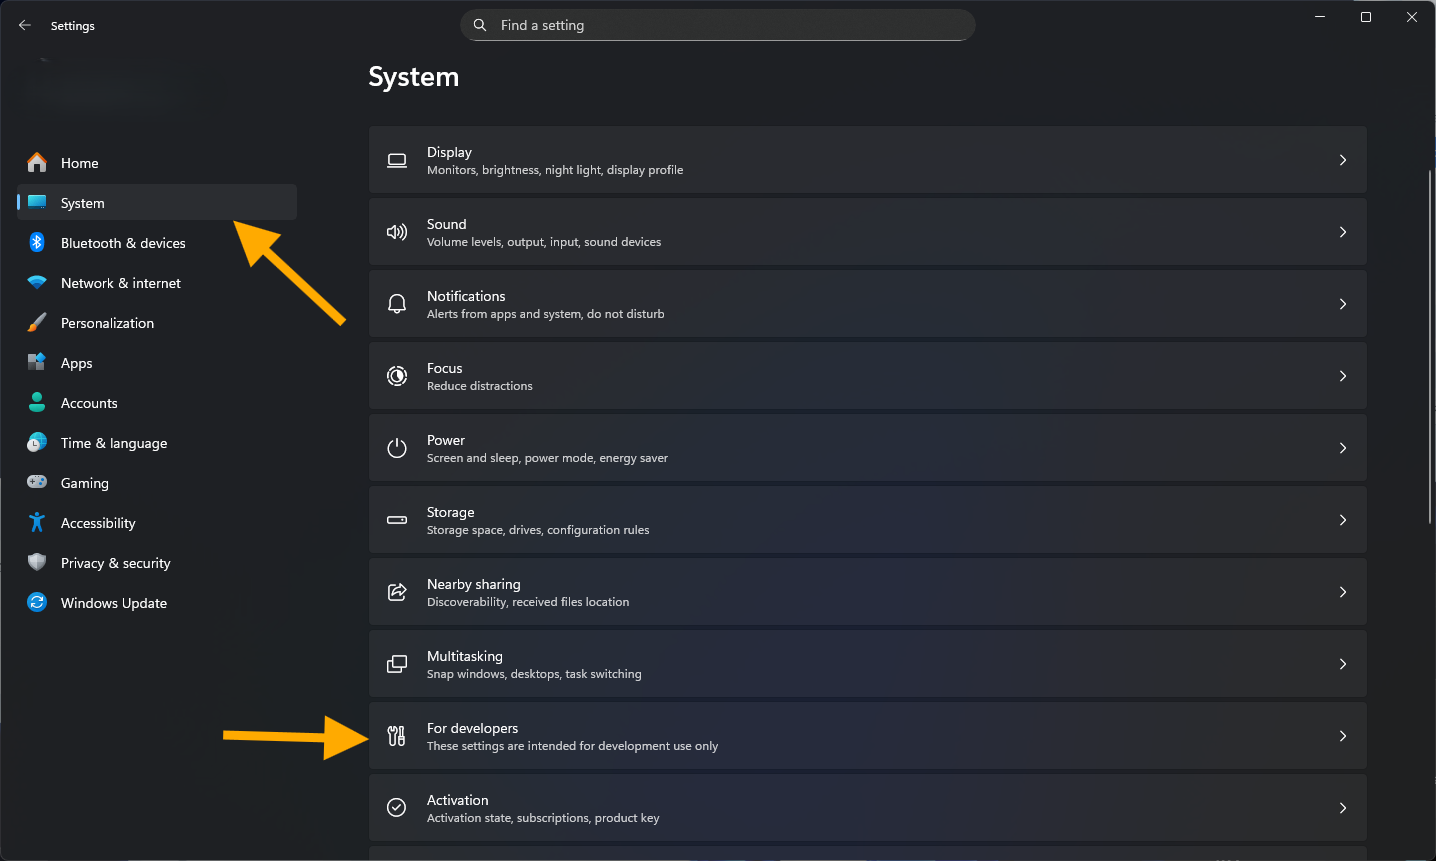 Settings
Find a setting
System
Home
System
Bluetooth & devices
Network & internet
Personalization
Apps
Accounts
Time & language
Gaming
Accessibility
Privacy & security
Windows Update
Display
Monitors, brightness, night light, display profile
Sound
Volume levels, output, input, sound devices
Notifications
Alerts from apps and system, do not disturb
Focus
Reduce distractions
Power
Screen and sleep, power mode, energy saver
Storage
Storage space, drives, configuration rules
Nearby sharing
Discoverability, received files location
Multitasking
Snap windows, desktops, task switching
For developers
These settings are intended for development use only
Activation
Activation state, subscriptions, product key